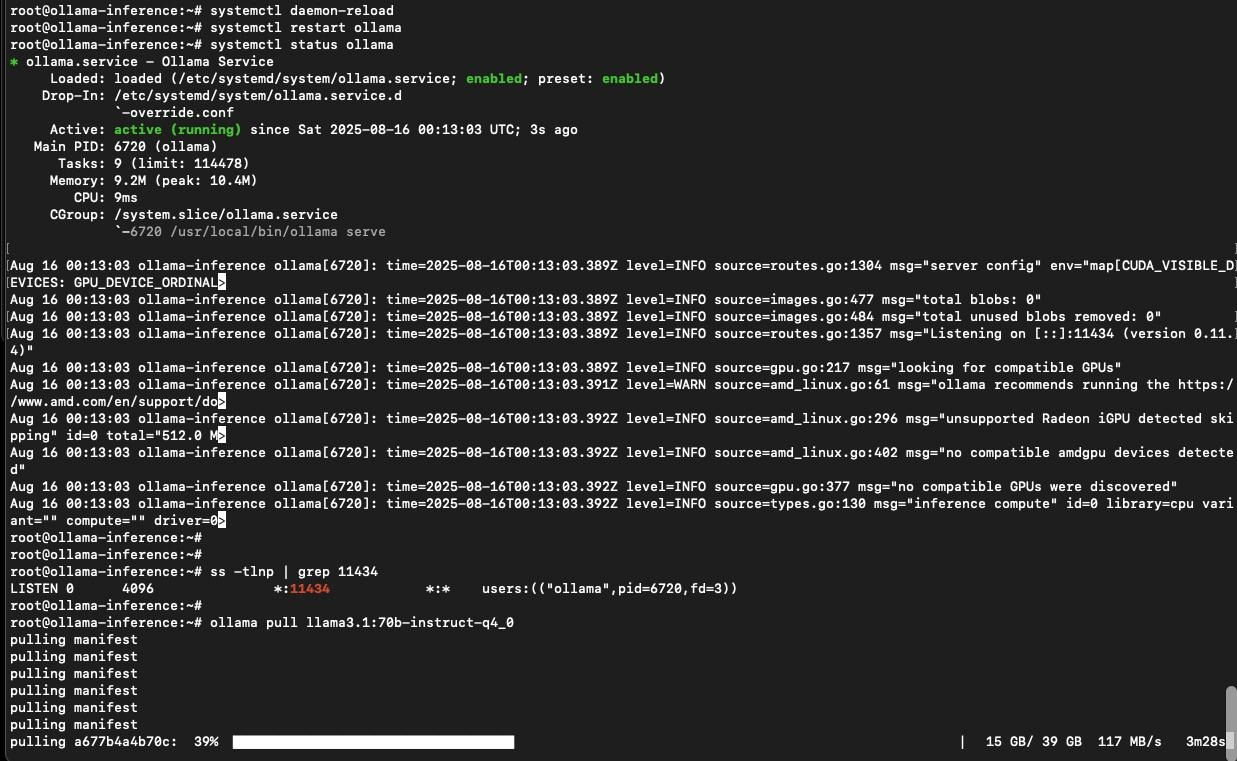 root@ollama-inference:~# systemctl daemon-reload
root@ollama-inference:~# systemctl restart ollama
root@ollama-inference:~# systemctl status ollama
* ollama.service - Ollama Service
     Loaded: loaded (/etc/systemd/system/ollama.service; enabled; preset: enabled)
    Drop-In: /etc/systemd/system/ollama.service.d
             `-override.conf
     Active: active (running) since Sat 2025-08-16 00:13:03 UTC; 3s ago
   Main PID: 6720 (ollama)
      Tasks: 9 (limit: 114478)
     Memory: 9.2M (peak: 10.4M)
        CPU: 9ms
     CGroup: /system.slice/ollama.service
             `-6720 /usr/local/bin/ollama serve
[ ]
[Aug 16 00:13:03 ollama-inference ollama[6720]: time=2025-08-16T00:13:03.389Z level=INFO source=routes.go:1304 msg="server config" env="map[CUDA_VISIBLE_D]
[EVICES: GPU_DEVICE_ORDINAL> ]
Aug 16 00:13:03 ollama-inference ollama[6720]: time=2025-08-16T00:13:03.389Z level=INFO source=images.go:477 msg="total blobs: 0"
[Aug 16 00:13:03 ollama-inference ollama[6720]: time=2025-08-16T00:13:03.389Z level=INFO source=images.go:484 msg="total unused blobs removed: 0" ]
[Aug 16 00:13:03 ollama-inference ollama[6720]: time=2025-08-16T00:13:03.389Z level=INFO source=routes.go:1357 msg="Listening on [::]:11434 (version 0.11.]
4)"
Aug 16 00:13:03 ollama-inference ollama[6720]: time=2025-08-16T00:13:03.389Z level=INFO source=gpu.go:217 msg="looking for compatible GPUs"
Aug 16 00:13:03 ollama-inference ollama[6720]: time=2025-08-16T00:13:03.391Z level=WARN source=amd_linux.go:61 msg="ollama recommends running the https:/
/www.amd.com/en/support/do>
Aug 16 00:13:03 ollama-inference ollama[6720]: time=2025-08-16T00:13:03.392Z level=INFO source=amd_linux.go:296 msg="unsupported Radeon iGPU detected ski
pping" id=0 total="512.0 M>
Aug 16 00:13:03 ollama-inference ollama[6720]: time=2025-08-16T00:13:03.392Z level=INFO source=amd_linux.go:402 msg="no compatible amdgpu devices detecte
d"
Aug 16 00:13:03 ollama-inference ollama[6720]: time=2025-08-16T00:13:03.392Z level=INFO source=gpu.go:377 msg="no compatible GPUs were discovered"
Aug 16 00:13:03 ollama-inference ollama[6720]: time=2025-08-16T00:13:03.392Z level=INFO source=types.go:130 msg="inference compute" id=0 library=cpu vari
ant="" compute="" driver=0>
root@ollama-inference:~#
root@ollama-inference:~#
root@ollama-inference:~# ss -tlnp | grep 11434
LISTEN 0      4096               *:11434            *:*    users:(("ollama",pid=6720,fd=3))
root@ollama-inference:~#
root@ollama-inference:~# ollama pull llama3.1:70b-instruct-q4_0
pulling manifest
pulling manifest
pulling manifest
pulling manifest
pulling manifest
pulling manifest
pulling a677b4a4b70c:  39% |  15 GB/ 39 GB  117 MB/s   3m28s